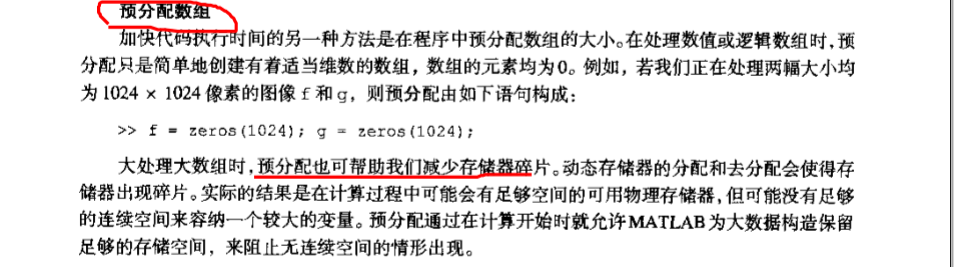 预分配数组
加快代码执行时间的另一种方法是在程序中预分配数组的大小。在处理数值或逻辑数组时，预
分配只是简单地创建有着适当维数的数组，数组的元素均为0。例如，若我们正在处理两幅大小均
为 1024 × 1024 像素的图像 f 和 g，则预分配由如下语句构成：
>> f = zeros(1024); g = zeros(1024);
大处理大数组时，预分配也可帮助我们减少存储器碎片。动态存储器的分配和去分配会使得存
储器出现碎片。实际的结果是在计算过程中可能会有足够空间的可用物理存储器，但可能没有足够
的连续空间来容纳一个较大的变量。预分配通过在计算开始时就允许MATLAB为大数据构造保留
足够的存储空间，来阻止无连续空间的情形出现。